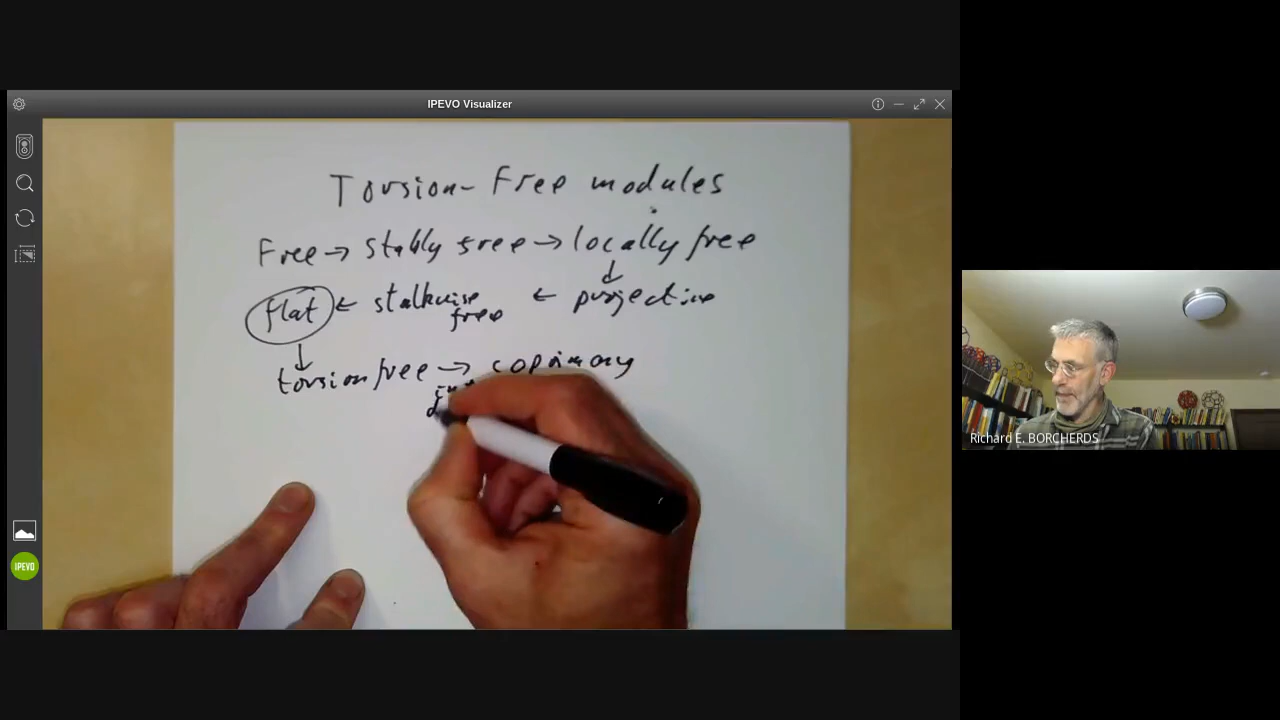 IPEVO Visualizer
Torsion-Free modules
Free → stably free → locally free
↓
flat ← stalkwise free ← projective
↓
torsion free → coprimary
IPEVO
Richard E. BORCHERDS